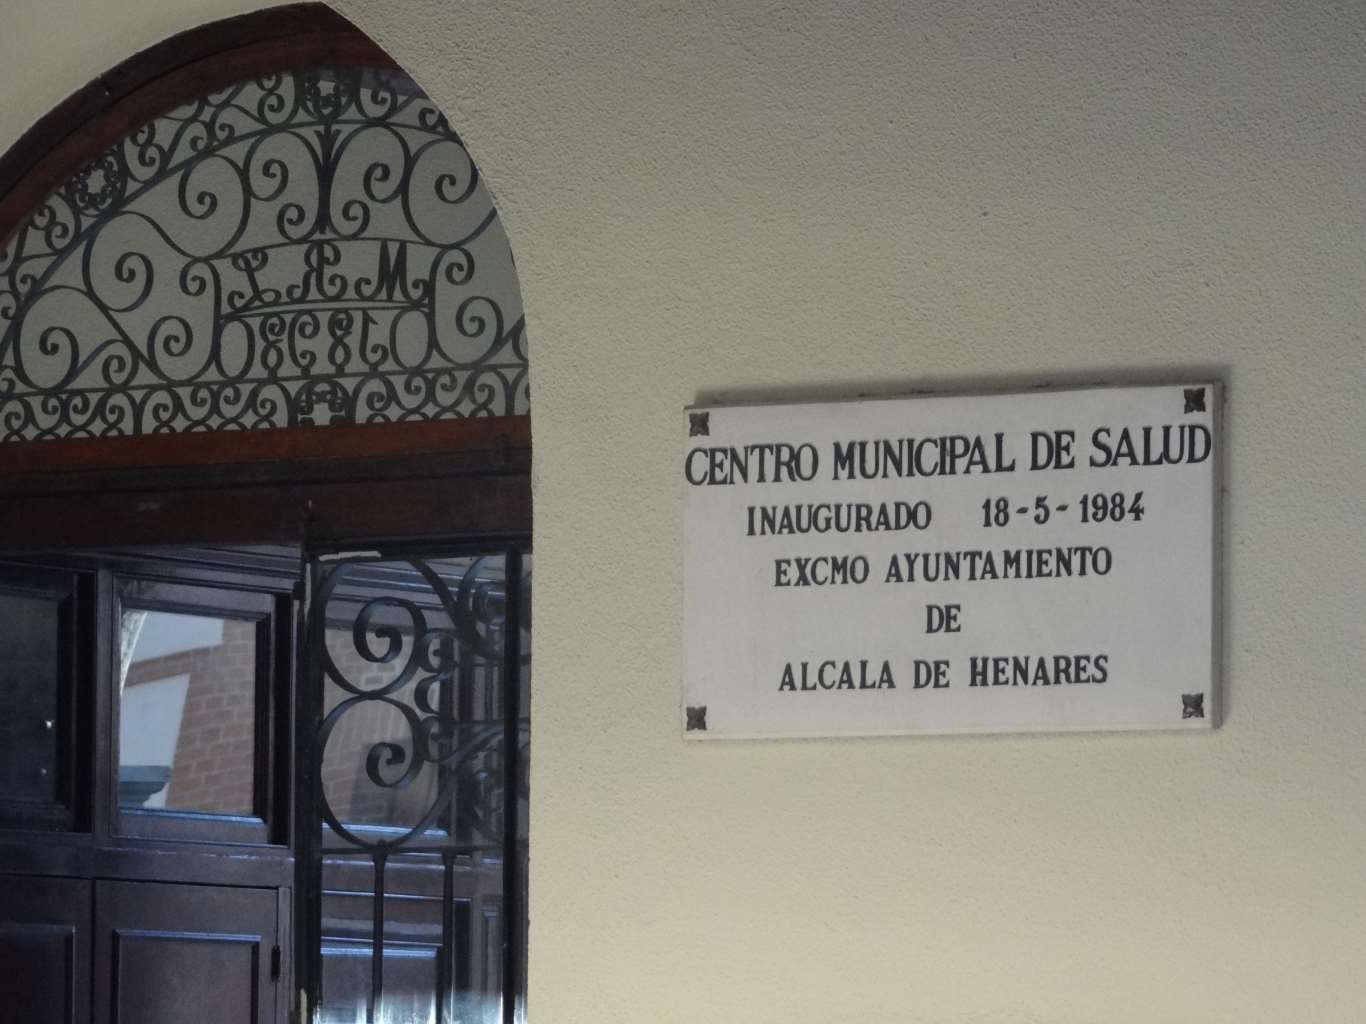 CENTRO MUNICIPAL DE SALUD
INAUGURADO 18-5-1984
EXCMO AYUNTAMIENTO
DE
ALCALA DE HENARES